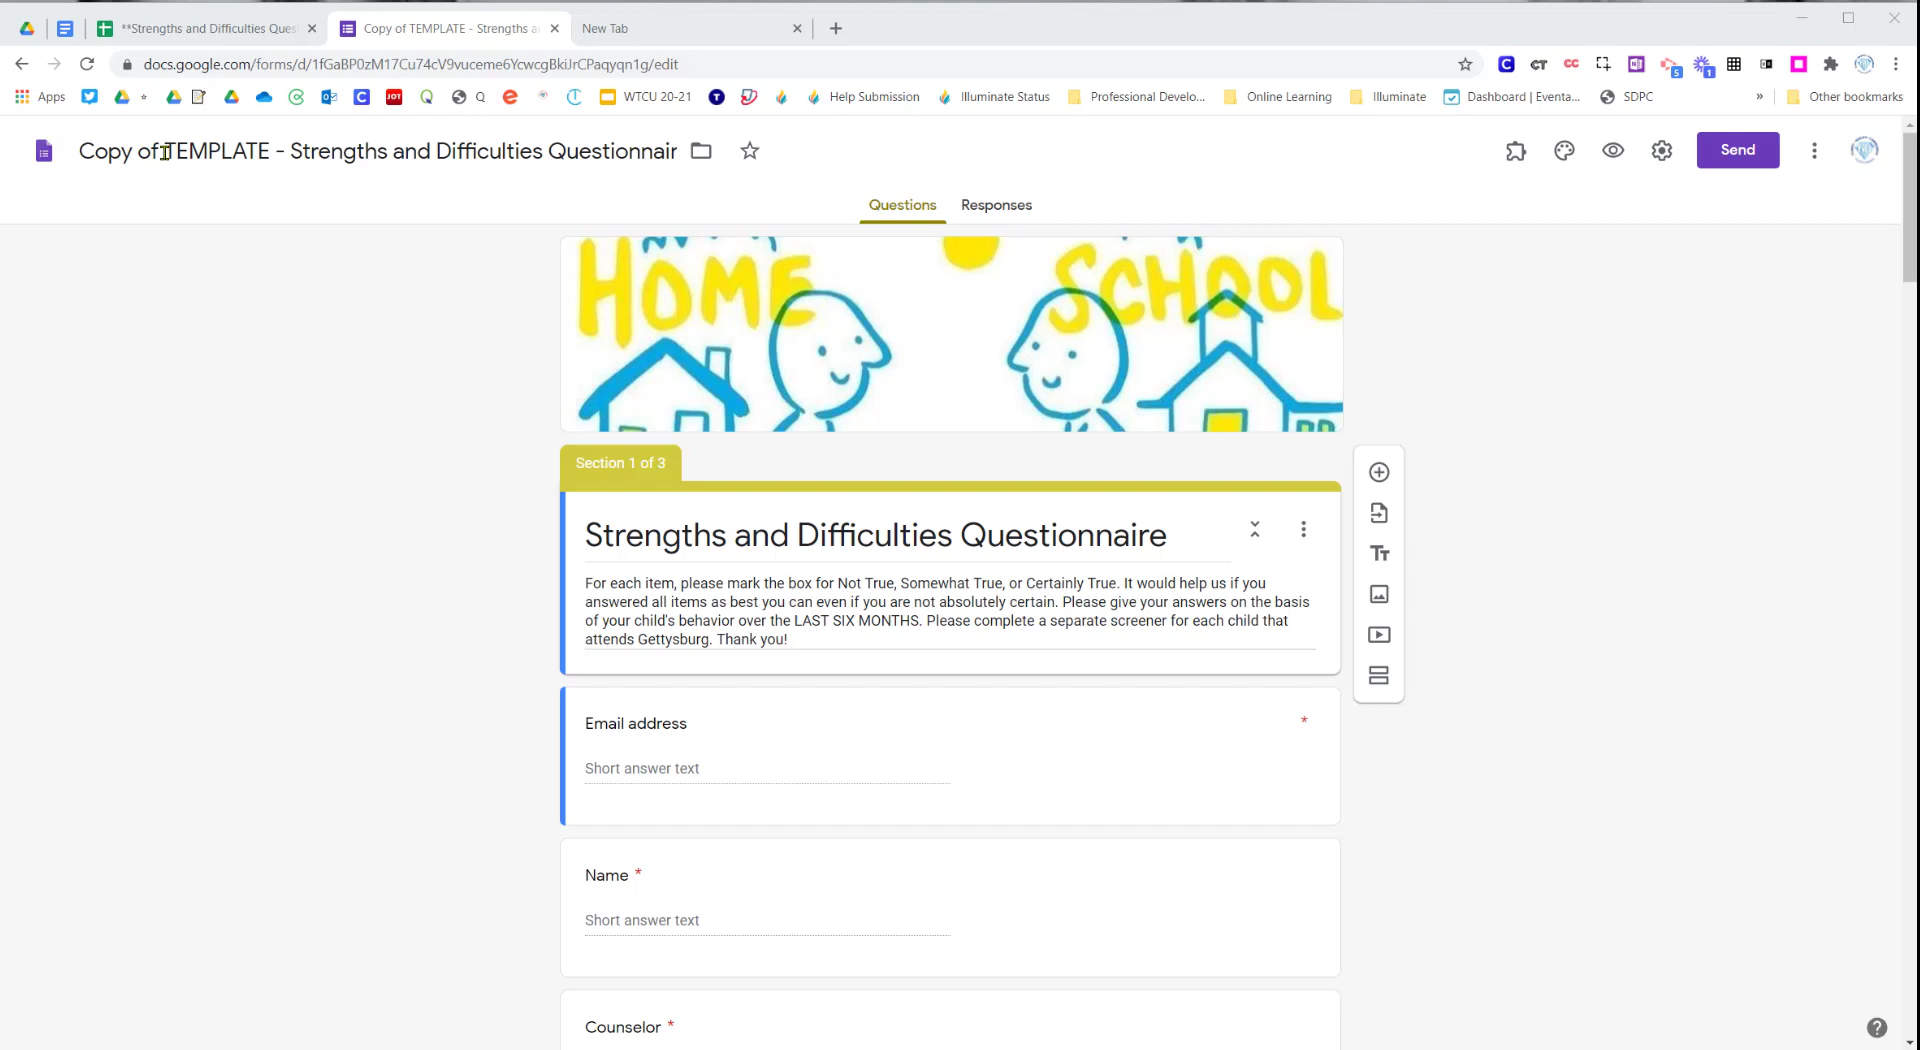 **Strengths and Difficulties Ques
Copy of TEMPLATE - Strengths a
New Tab
docs.google.com/forms/d/1fGaBP0zM17Cu74cV9vuceme6YcwcgBkiJrCPaqyqn1g/edit
Apps
WTCU 20-21
Help Submission
Illuminate Status
Professional Develo...
Online Learning
Illuminate
Dashboard | Eventa...
SDPC
»
Other bookmarks
Copy of TEMPLATE - Strengths and Difficulties Questionnair
Send
Questions
Responses
HOME
SCHOOL
Section 1 of 3
Strengths and Difficulties Questionnaire
For each item, please mark the box for Not True, Somewhat True, or Certainly True. It would help us if you
answered all items as best you can even if you are not absolutely certain. Please give your answers on the basis
of your child's behavior over the LAST SIX MONTHS. Please complete a separate screener for each child that
attends Gettysburg. Thank you!
Email address *
Short answer text
Name *
Short answer text
Counselor *